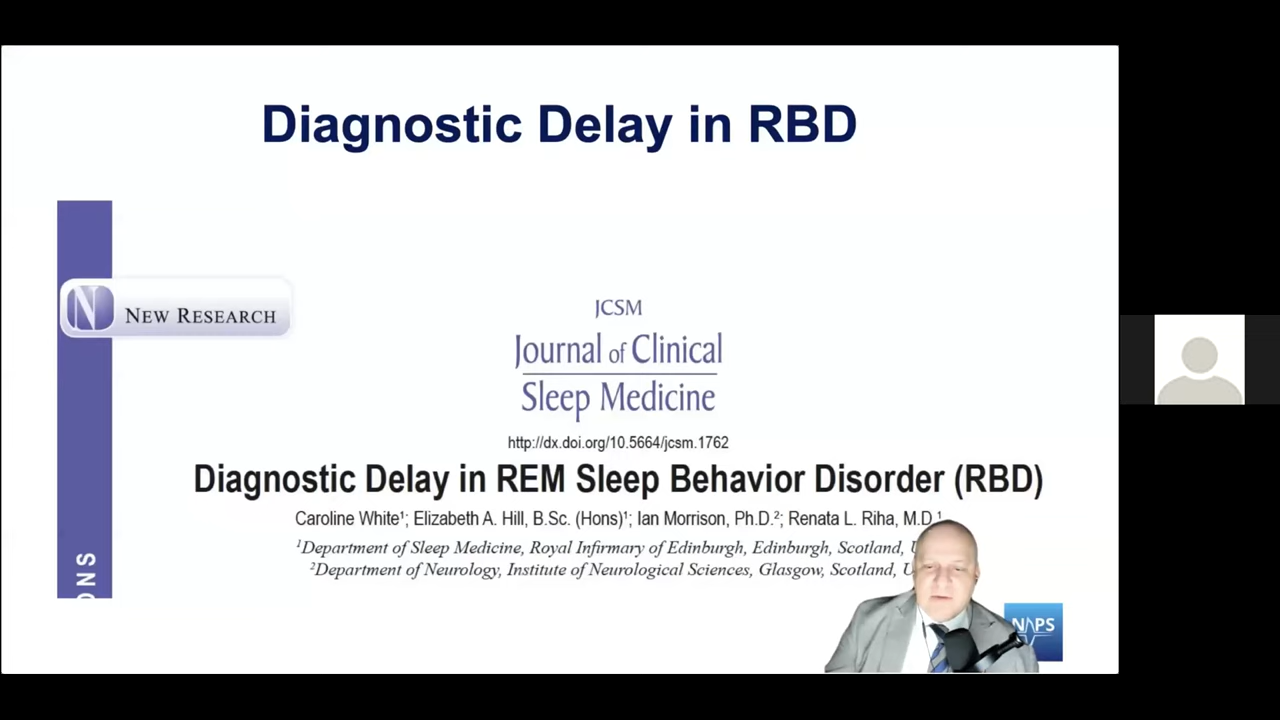 Diagnostic Delay in RBD
N
NEW RESEARCH
JCSM
Journal of Clinical
Sleep Medicine
http://dx.doi.org/10.5664/jcsm.1762
Diagnostic Delay in REM Sleep Behavior Disorder (RBD)
Caroline White¹; Elizabeth A. Hill, B.Sc. (Hons)¹; Ian Morrison, Ph.D.²; Renata L. Riha, M.D.¹
¹Department of Sleep Medicine, Royal Infirmary of Edinburgh, Edinburgh, Scotland,
²Department of Neurology, Institute of Neurological Sciences, Glasgow, Scotland,
ONS
NAPS